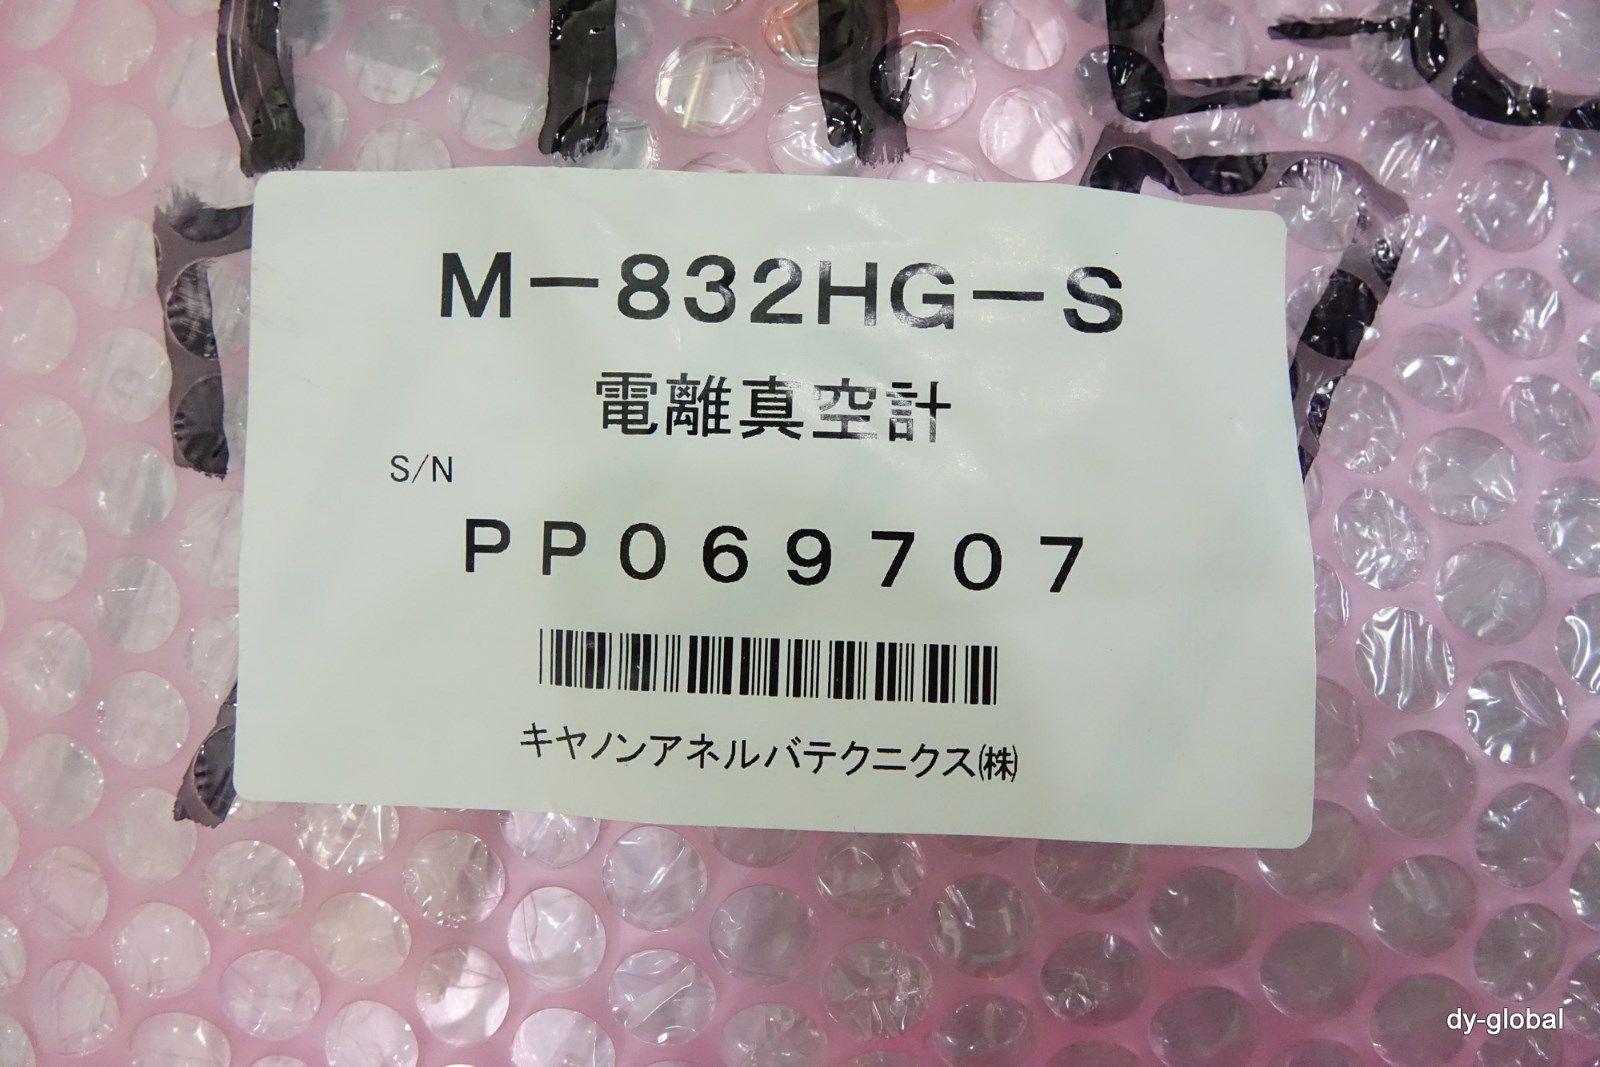 M－832HG－S
電離真空計
S/N
PP069707
キヤノンアネルバテクニクス㈱
dy-global